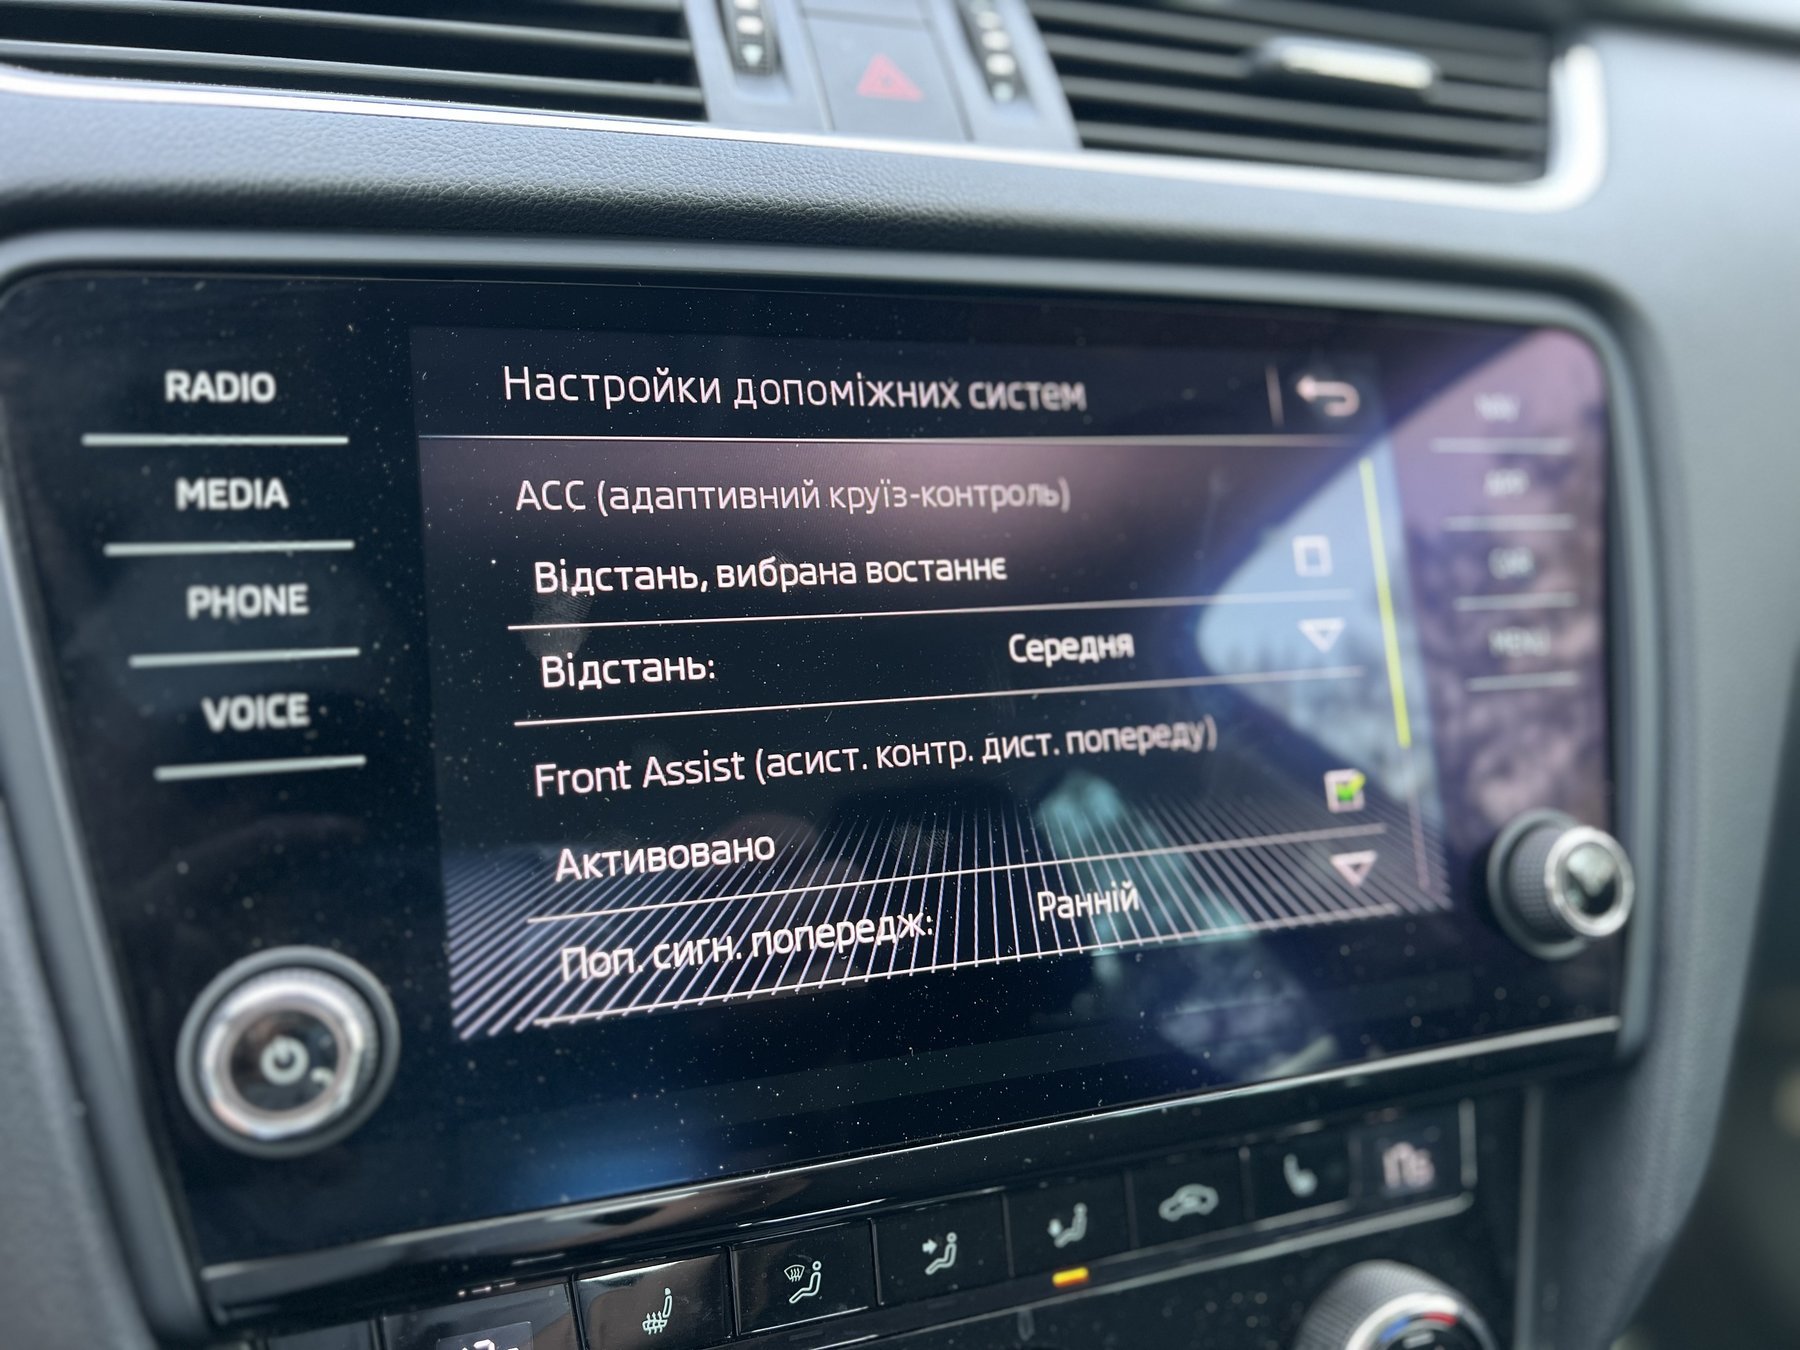 RADIO
MEDIA
PHONE
VOICE
Настройки допоміжних систем
ACC (адаптивний круїз-контроль)
Відстань, вибрана востаннє
Відстань: Середня
Front Assist (асист. контр. дист. попереду)
Активовано
Поп. сигн. попередж: Ранній
MENU